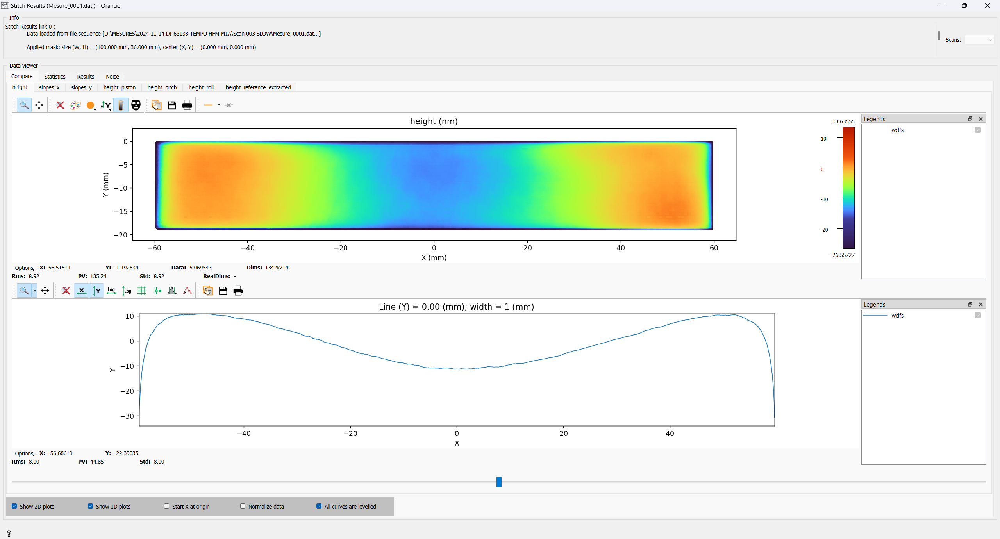 Stitch Results (Mesure_0001.dat;) - Orange
Info
Stitch Results link 0 :
Data loaded from file sequence [D:\MESURES\2024-11-14 DI-63138 TEMPO HFM M1A\Scan 003 SLOW\Mesure_0001.dat...]
Scans:
Applied mask: size (W, H) = (100.000 mm, 36.000 mm), center (X, Y) = (0.000 mm, 0.000 mm)
Data viewer
Compare Statistics Results Noise
height slopes_x slopes_y height_piston height_pitch height_roll height_reference_extracted
height (nm)
13.63555
10
0
-10
-20
-26.55727
Legends
wdfs
0
−5
−10
−15
−20
Y (mm)
−60 −40 −20 0 20 40 60
X (mm)
Options X: 56.51511 Y: -1.192634 Data: 5.069543 Dims: 1342x214
Rms: 8.92 PV: 135.24 Std: 8.92 RealDims: -
X Y Log Log FIT
Line (Y) = 0.00 (mm); width = 1 (mm)
Legends
wdfs
10
0
−10
−20
−30
Y
−40 −20 0 20 40
X
Options X: -56.68619 Y: -22.39035
Rms: 8.00 PV: 44.85 Std: 8.00
Show 2D plots Show 1D plots Start X at origin Normalize data All curves are levelled
?